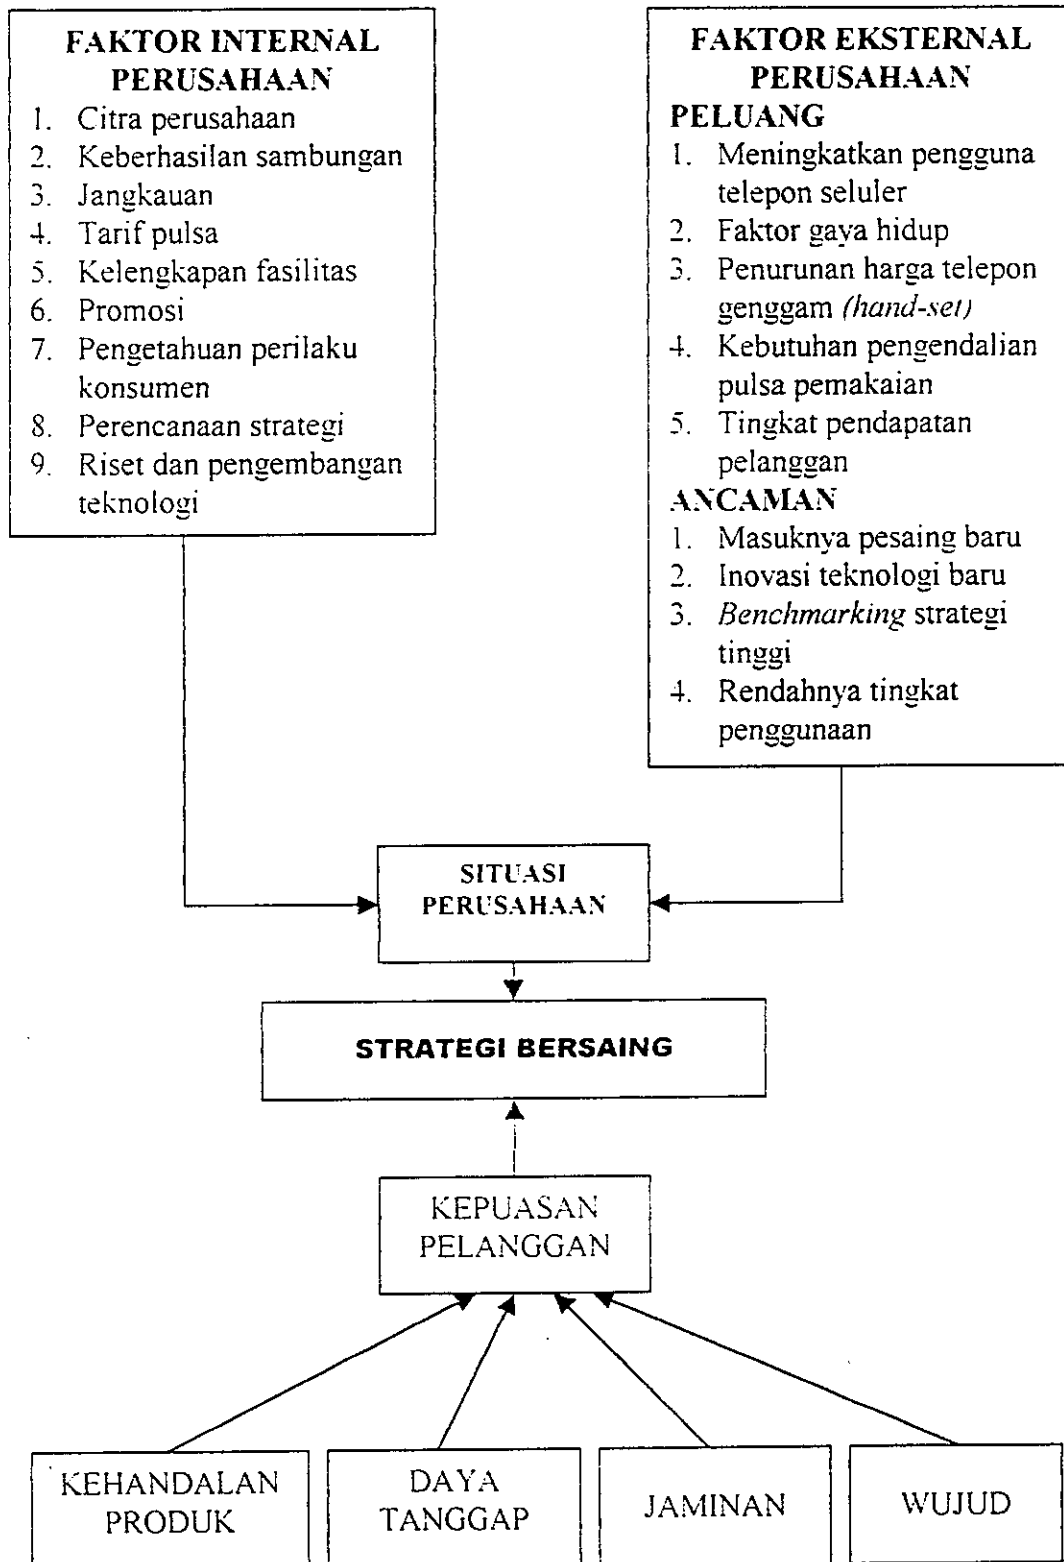 FAKTOR INTERNAL
PERUSAHAAN
1. Citra perusahaan
2. Keberhasilan sambungan
3. Jangkauan
4. Tarif pulsa
5. Kelengkapan fasilitas
6. Promosi
7. Pengetahuan perilaku
konsumen
8. Perencanaan strategi
9. Riset dan pengembangan
teknologi
FAKTOR EKSTERNAL
PERUSAHAAN
PELUANG
1. Meningkatkan pengguna
telepon seluler
2. Faktor gaya hidup
3. Penurunan harga telepon
genggam (hand-set)
4. Kebutuhan pengendalian
pulsa pemakaian
5. Tingkat pendapatan
pelanggan
ANCAMAN
1. Masuknya pesaing baru
2. Inovasi teknologi baru
3. Benchmarking strategi
tinggi
4. Rendahnya tingkat
penggunaan
SITUASI
PERUSAHAAN
STRATEGI BERSAING
KEPUASAN
PELANGGAN
KEHANDALAN
PRODUK
DAYA
TANGGAP
JAMINAN
WUJUD